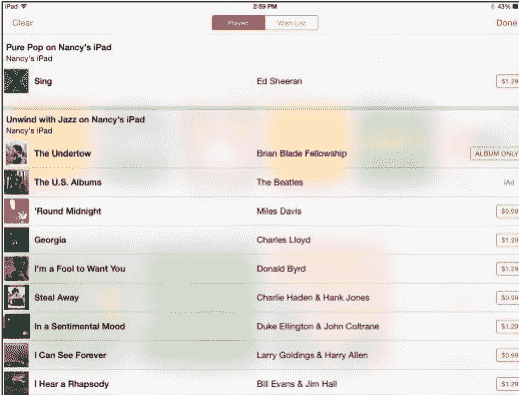 iPad 2:59 PM 43%
Clear Played Wish List Done
Pure Pop on Nancy's iPad
Nancy's iPad
Sing Ed Sheeran $1.29
Unwind with Jazz on Nancy's iPad
Nancy's iPad
The Undertow Brian Blade Fellowship ALBUM ONLY
The U.S. Albums The Beatles iAd
'Round Midnight Miles Davis $0.99
Georgia Charles Lloyd $1.29
I'm a Fool to Want You Donald Byrd $1.29
Steal Away Charlie Haden & Hank Jones $0.99
In a Sentimental Mood Duke Ellington & John Coltrane $1.29
I Can See Forever Larry Goldings & Harry Allen $0.99
I Hear a Rhapsody Bill Evans & Jim Hall $1.29